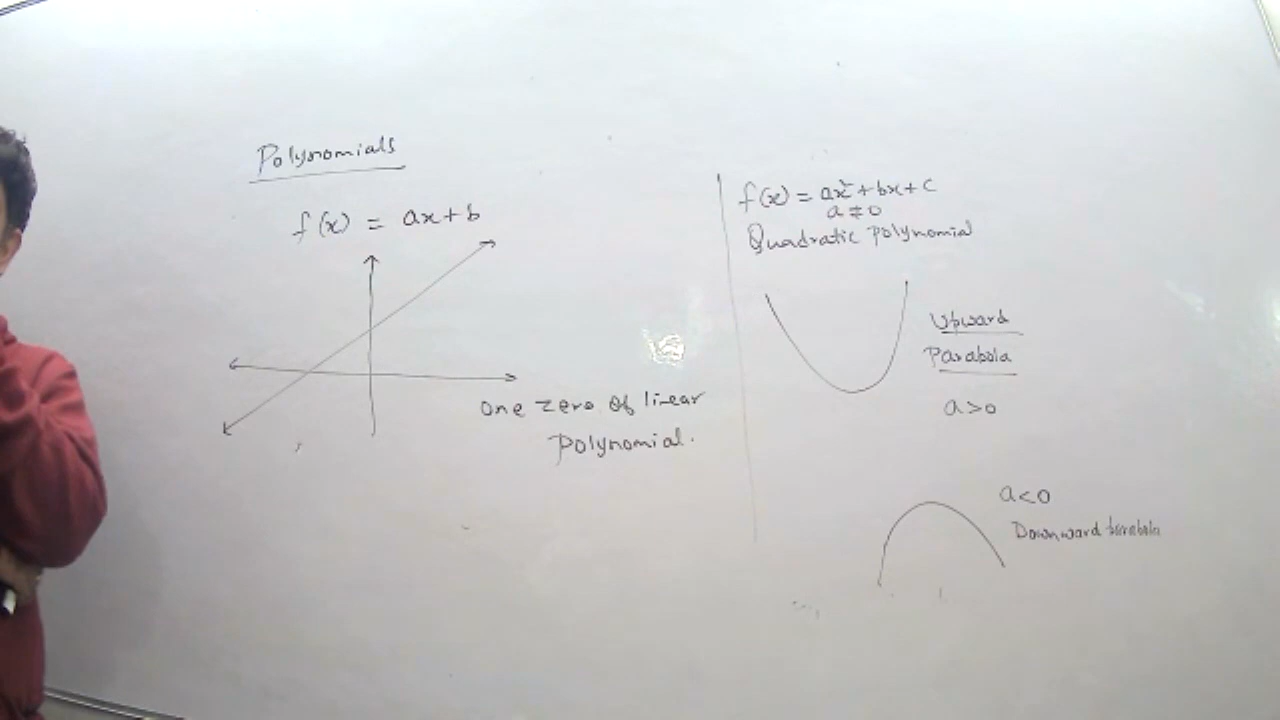 Polynomials
f(x) = ax+b
One zero of linear
Polynomial.
f(x) = ax²+bx+c
a≠0
Quadratic Polynomial
Upward
Parabola
a>0
a<0
Downward Parabola